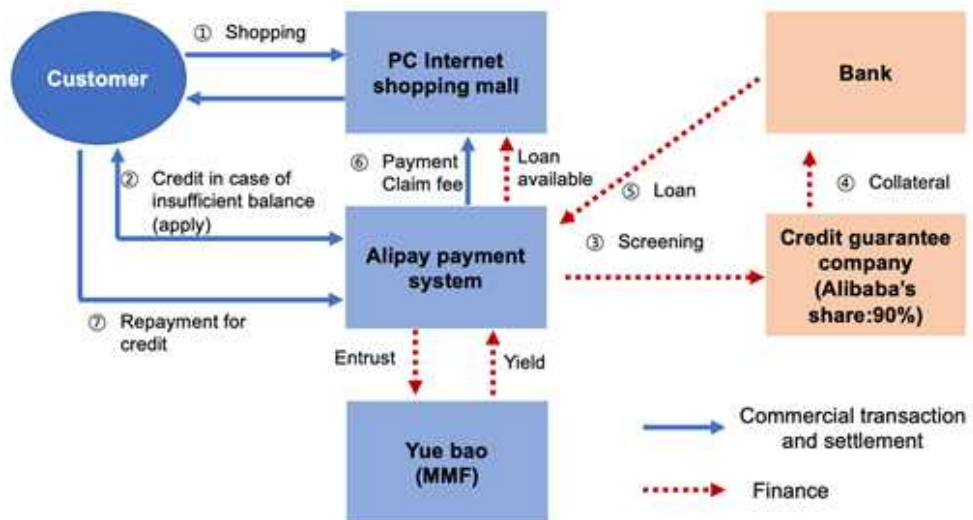 ① Shopping
Customer
PC Internet
shopping mall
Bank
② Credit in case of
insufficient balance
(apply)
⑥ Payment
Claim fee
Loan
available
⑤ Loan
④ Collateral
③ Screening
Alipay payment
system
Credit guarantee
company
(Alibaba's
share:90%)
⑦ Repayment for
credit
Entrust
Yield
Yue bao
(MMF)
Commercial transaction
and settlement
Finance